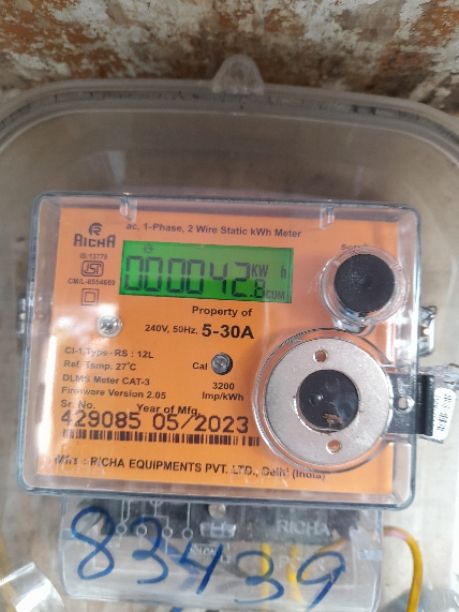 ac, 1-Phase, 2 Wire Static kWh Meter
RICHA
IS:13779
ISI
CM/L-8554669
000042.8 KW h
CUM
Property of
240V, 50Hz. 5-30A
Cl-1,Type - RS : 12L
Ref. Temp. 27°C
DLMS Meter CAT-3
Firmware Version 2.05
Cal
3200
Imp/kWh
Sr. No. Year of Mfg.
429085 05/2023
RICHA EQUIPMENTS PVT. LTD., Delhi (India)
RICHA
83439